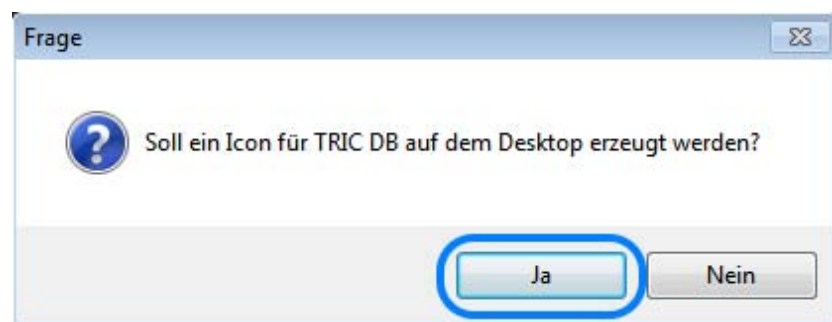 Frage
Soll ein Icon für TRIC DB auf dem Desktop erzeugt werden?
Ja
Nein